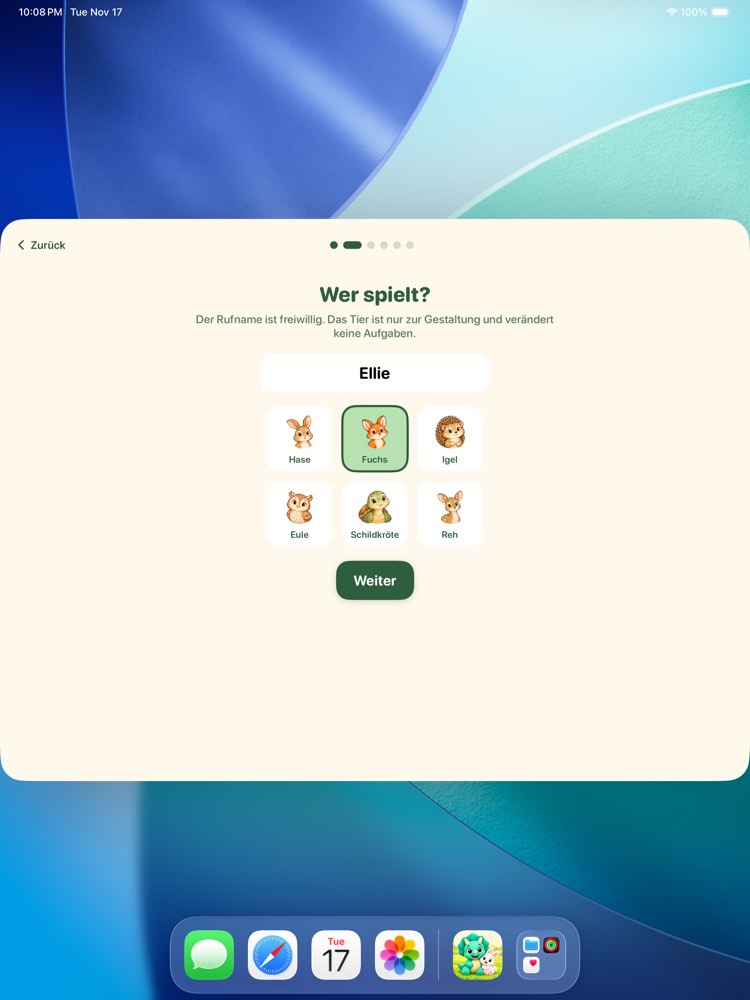 10:08 PM Tue Nov 17
100%
Zurück
Wer spielt?
Der Rufname ist freiwillig. Das Tier ist nur zur Gestaltung und verändert
keine Aufgaben.
Ellie
Hase
Fuchs
Igel
Eule
Schildkröte
Reh
Weiter
Tue
17